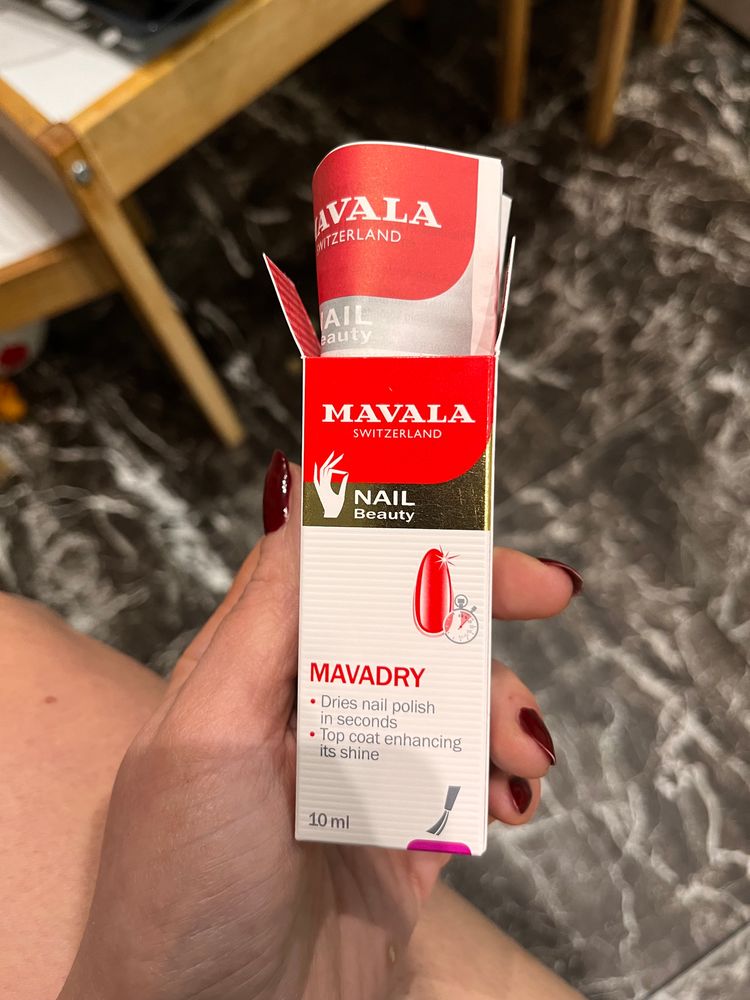 AVALA
SWITZERLAND
NAIL
Beauty
MAVALA
SWITZERLAND
NAIL
Beauty
MAVADRY
• Dries nail polish
in seconds
• Top coat enhancing
its shine
10 ml